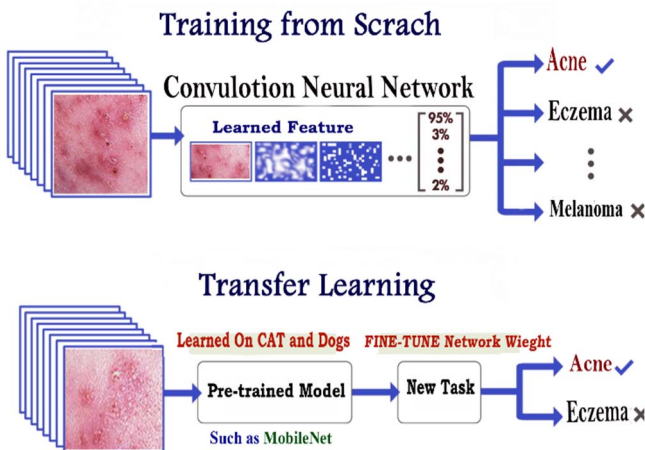 Training from Scrach
Convulotion Neural Network
Learned Feature
95%
3%
2%
Acne
Eczema
Melanoma
Transfer Learning
Learned On CAT and Dogs
FINE-TUNE Network Wieght
Pre-trained Model
New Task
Such as MobileNet
Acne
Eczema